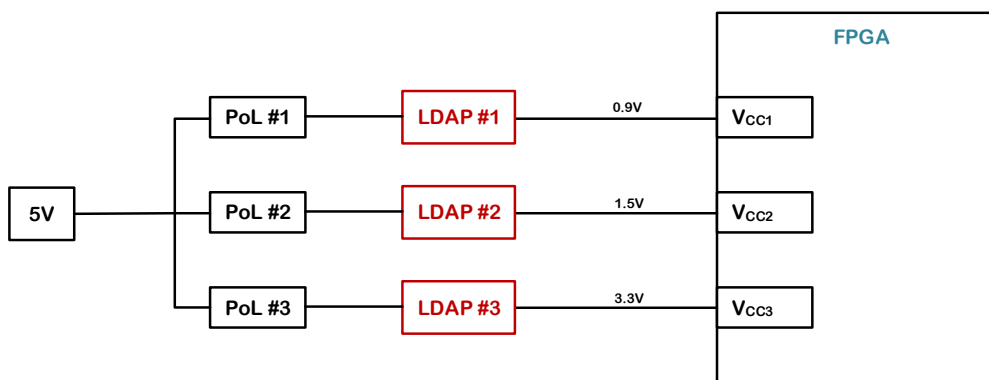 FPGA
PoL #1
LDAP #1
0.9V
VCC1
5V
PoL #2
LDAP #2
1.5V
VCC2
PoL #3
LDAP #3
3.3V
VCC3